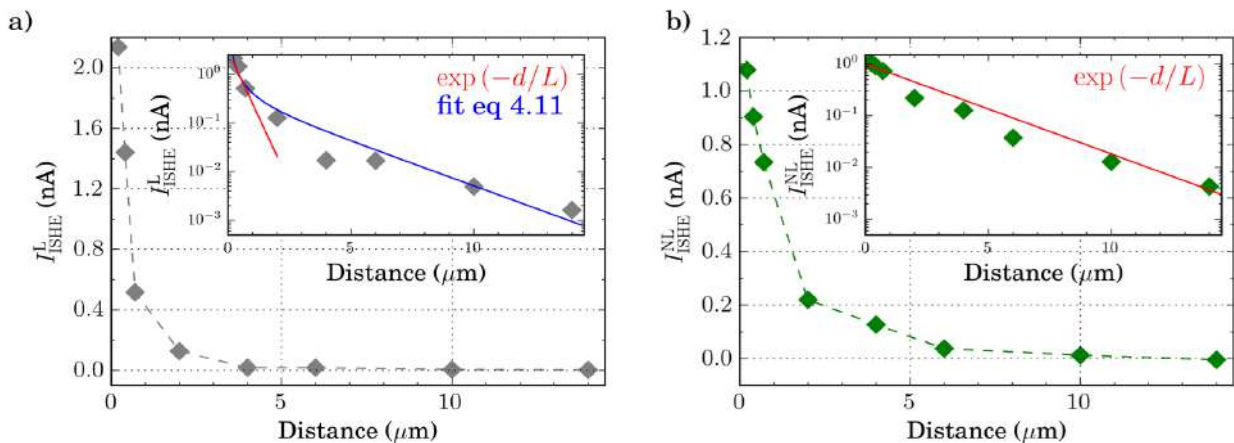 a)
I^L_ISHE (nA)
2.0
1.6
1.2
0.8
0.4
0.0
0
5
10
Distance (μm)
I^L_ISHE (nA)
10^0
10^-1
10^-2
10^-3
0
5
10
Distance (μm)
exp (−d/L)
fit eq 4.11
b)
I^NL_ISHE (nA)
1.2
1.0
0.8
0.6
0.4
0.2
0.0
0
5
10
Distance (μm)
I^NL_ISHE (nA)
10^0
10^-1
10^-2
10^-3
0
5
10
Distance (μm)
exp (−d/L)